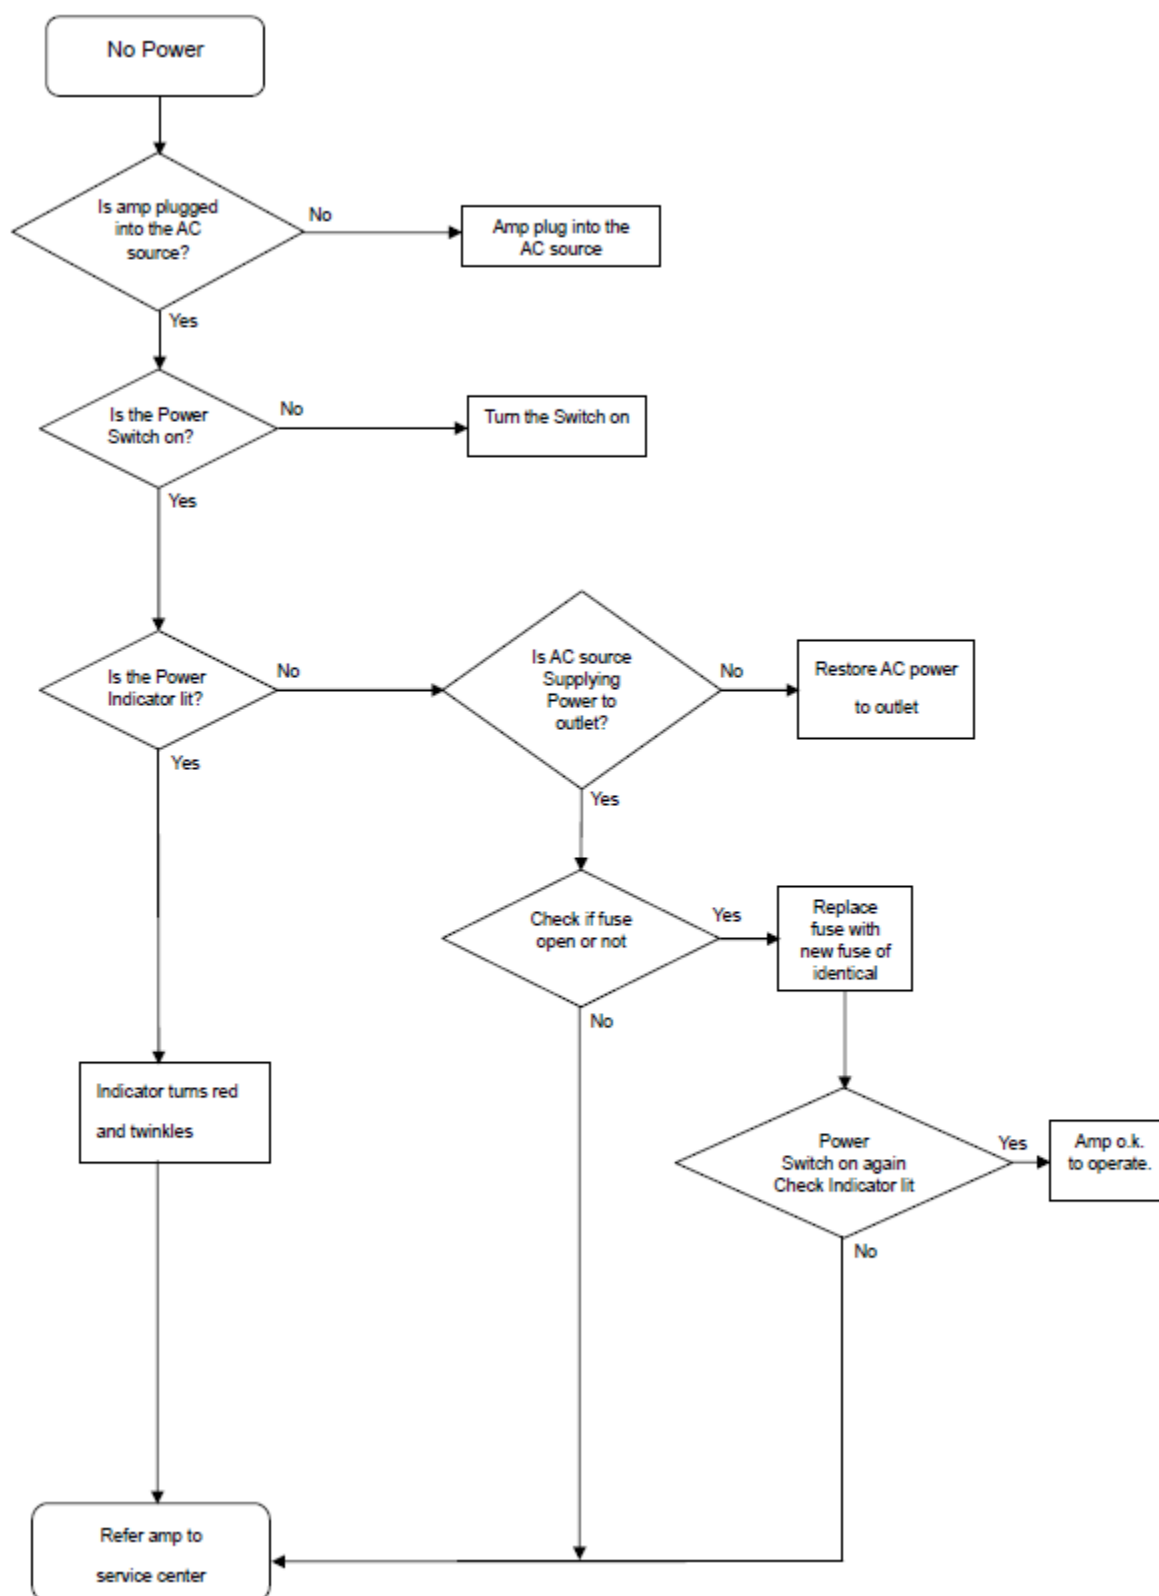 No Power
Is amp plugged
into the AC
source?
No
Amp plug into the
AC source
Yes
Is the Power
Switch on?
No
Turn the Switch on
Yes
Is the Power
Indicator lit?
No
Is AC source
Supplying
Power to
outlet?
No
Restore AC power
to outlet
Yes
Yes
Check if fuse
open or not
Yes
Replace
fuse with
new fuse of
identical
No
Indicator turns red
and twinkles
Power
Switch on again
Check Indicator lit
Yes
Amp o.k.
to operate.
No
Refer amp to
service center